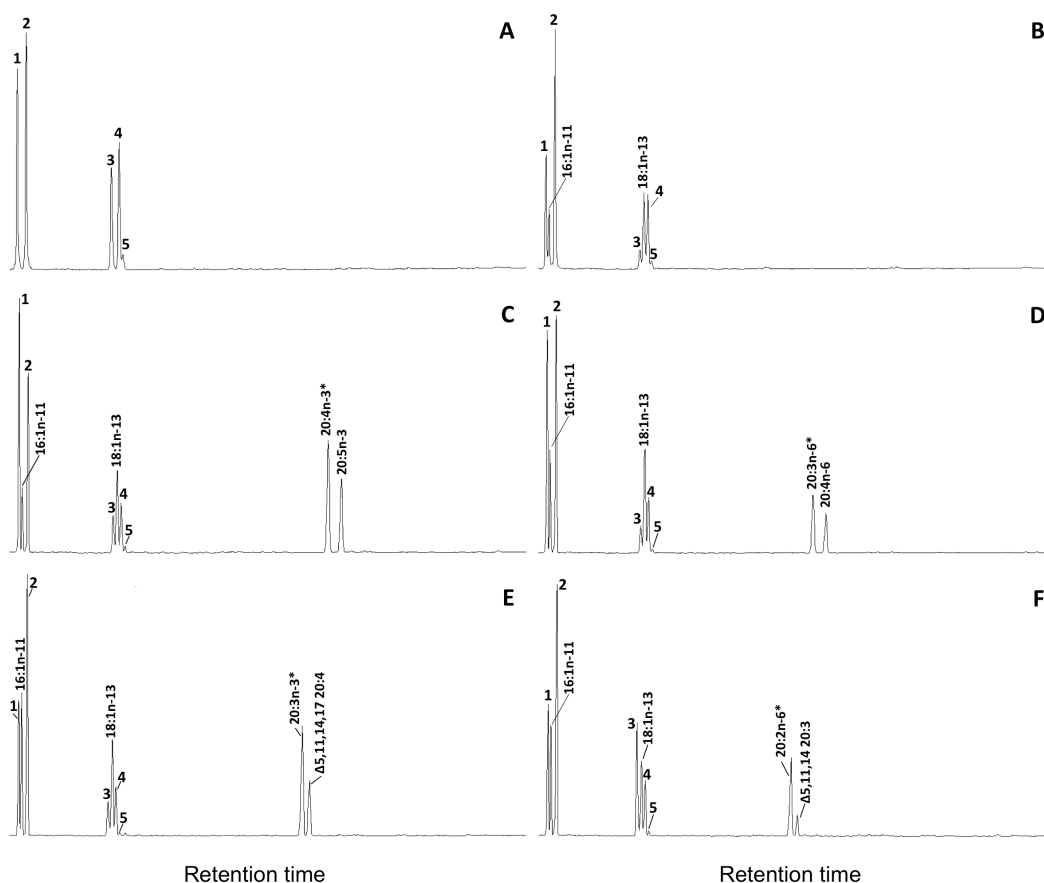 A
1
2
3
4
5
B
1
16:1n-11
2
3
18:1n-13
4
5
C
1
16:1n-11
2
3
18:1n-13
4
5
20:4n-3*
20:5n-3
D
1
16:1n-11
2
3
18:1n-13
4
5
20:3n-6*
20:4n-6
E
1
16:1n-11
2
3
18:1n-13
4
5
20:3n-3*
Δ5,11,14,17 20:4
F
1
16:1n-11
2
3
18:1n-13
4
5
20:2n-6*
Δ5,11,14 20:3
Retention time
Retention time